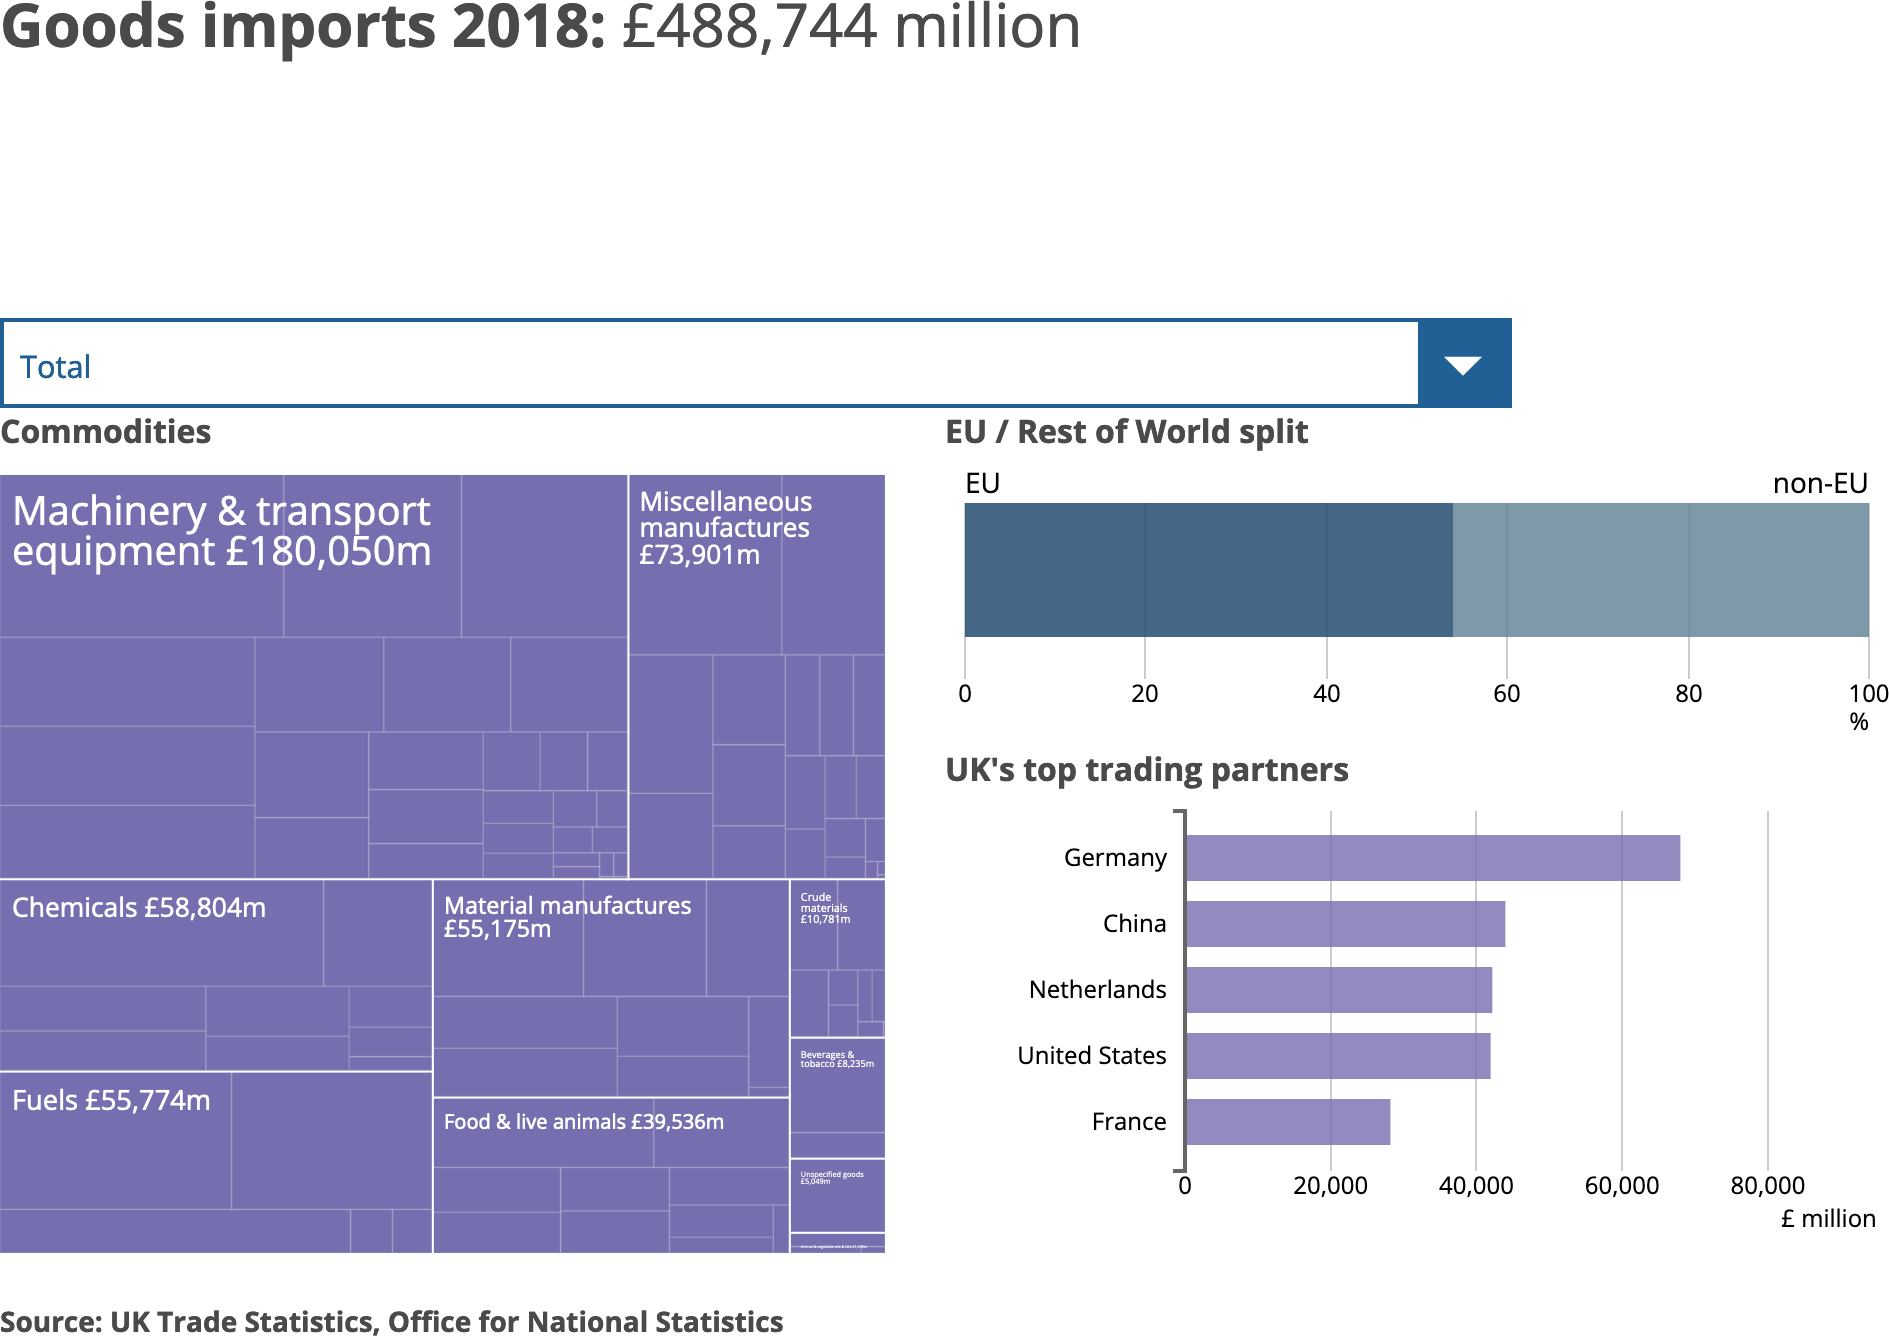 Goods imports 2018: £488,744 million
Total
Commodities
Machinery & transport
equipment £180,050m
Miscellaneous
manufactures
£73,901m
Chemicals £58,804m
Material manufactures
£55,175m
Crude
materials
£10,781m
Beverages &
tobacco £8,235m
Fuels £55,774m
Food & live animals £39,536m
Unspecified goods
£5,049m
EU / Rest of World split
EU
non-EU
0 20 40 60 80 100
%
UK's top trading partners
Germany
China
Netherlands
United States
France
0 20,000 40,000 60,000 80,000
£ million
Source: UK Trade Statistics, Office for National Statistics